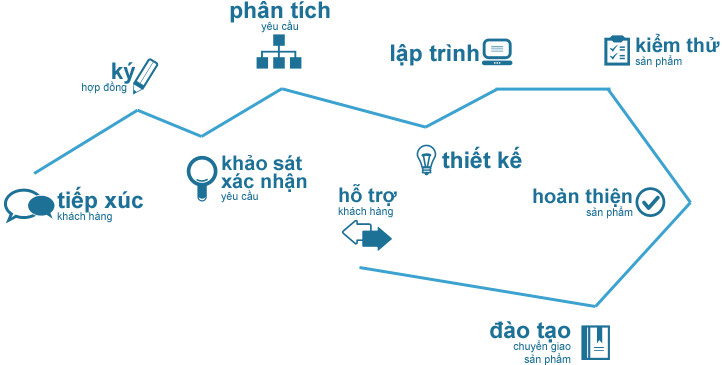 tiếp xúc
khách hàng
ký
hợp đồng
khảo sát
xác nhận
yêu cầu
phân tích
yêu cầu
thiết kế
lập trình
kiểm thử
sản phẩm
hoàn thiện
sản phẩm
đào tạo
chuyển giao
sản phẩm
hỗ trợ
khách hàng